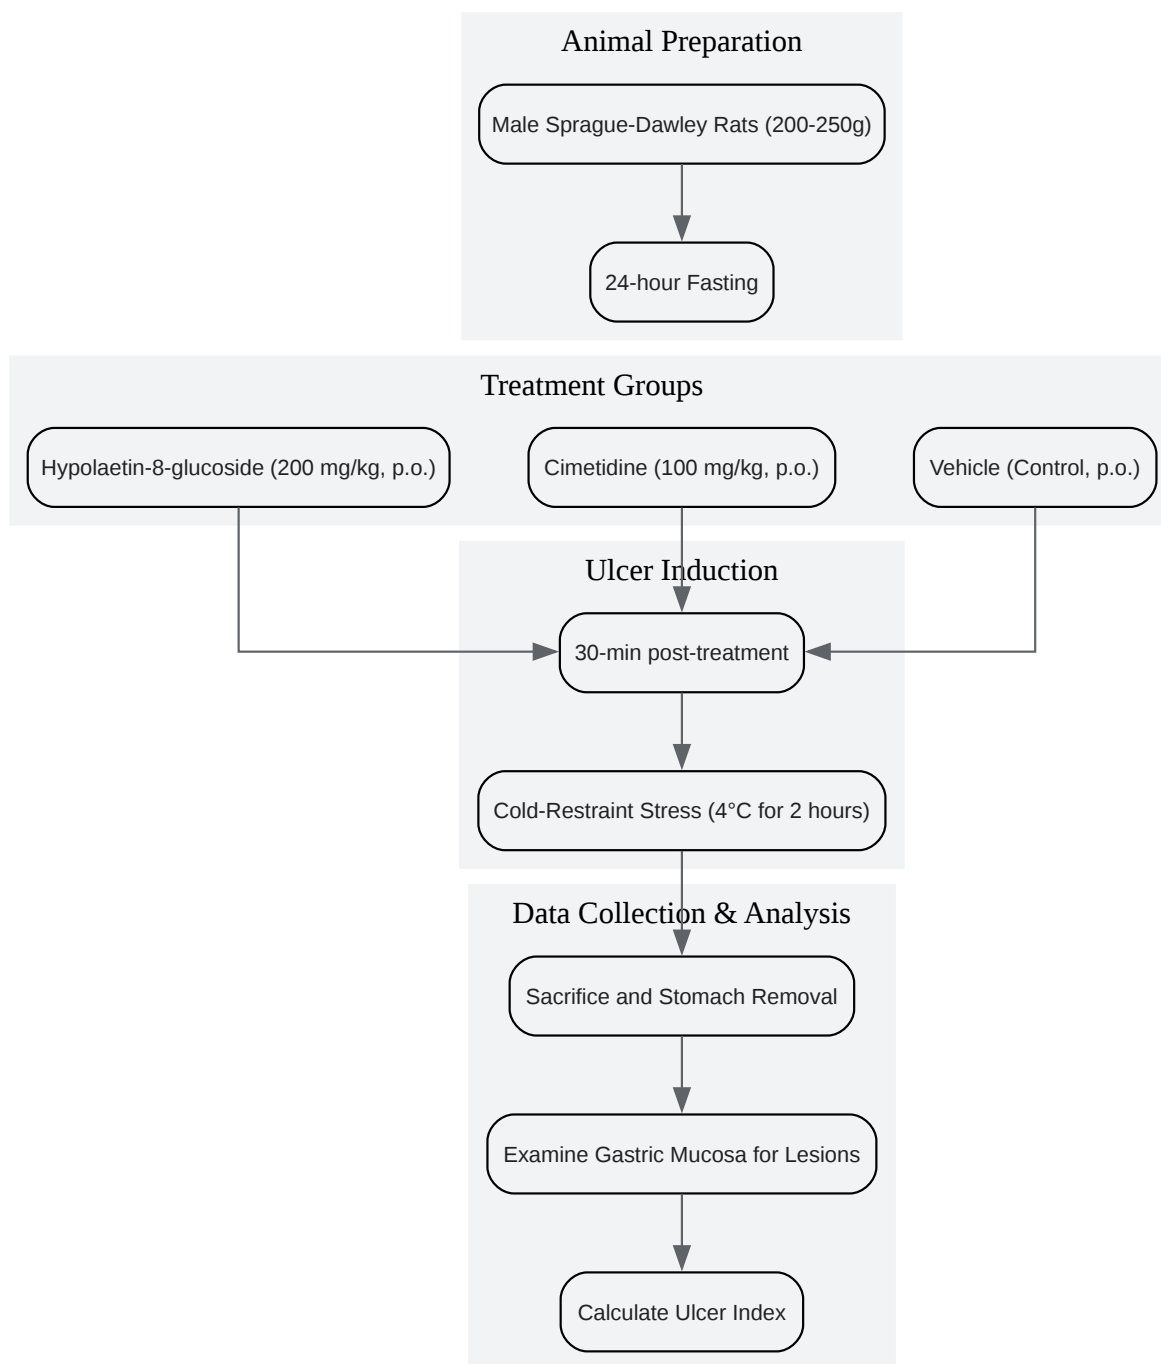 Animal Preparation
Male Sprague-Dawley Rats (200-250g)
24-hour Fasting
Treatment Groups
Hypolaetin-8-glucoside (200 mg/kg, p.o.)
Cimetidine (100 mg/kg, p.o.)
Vehicle (Control, p.o.)
Ulcer Induction
30-min post-treatment
Cold-Restraint Stress (4°C for 2 hours)
Data Collection & Analysis
Sacrifice and Stomach Removal
Examine Gastric Mucosa for Lesions
Calculate Ulcer Index